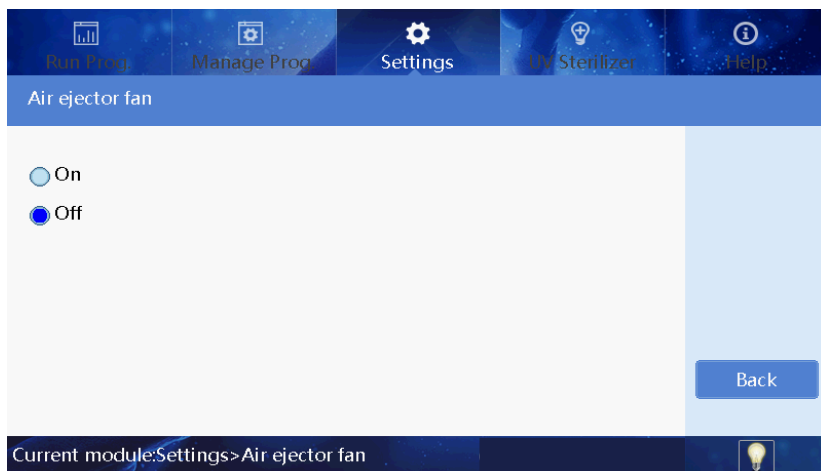 Run Prog.
Manage Prog.
Settings
UV Sterilizer
Help
Air ejector fan
On
Off
Back
Current module:Settings>Air ejector fan